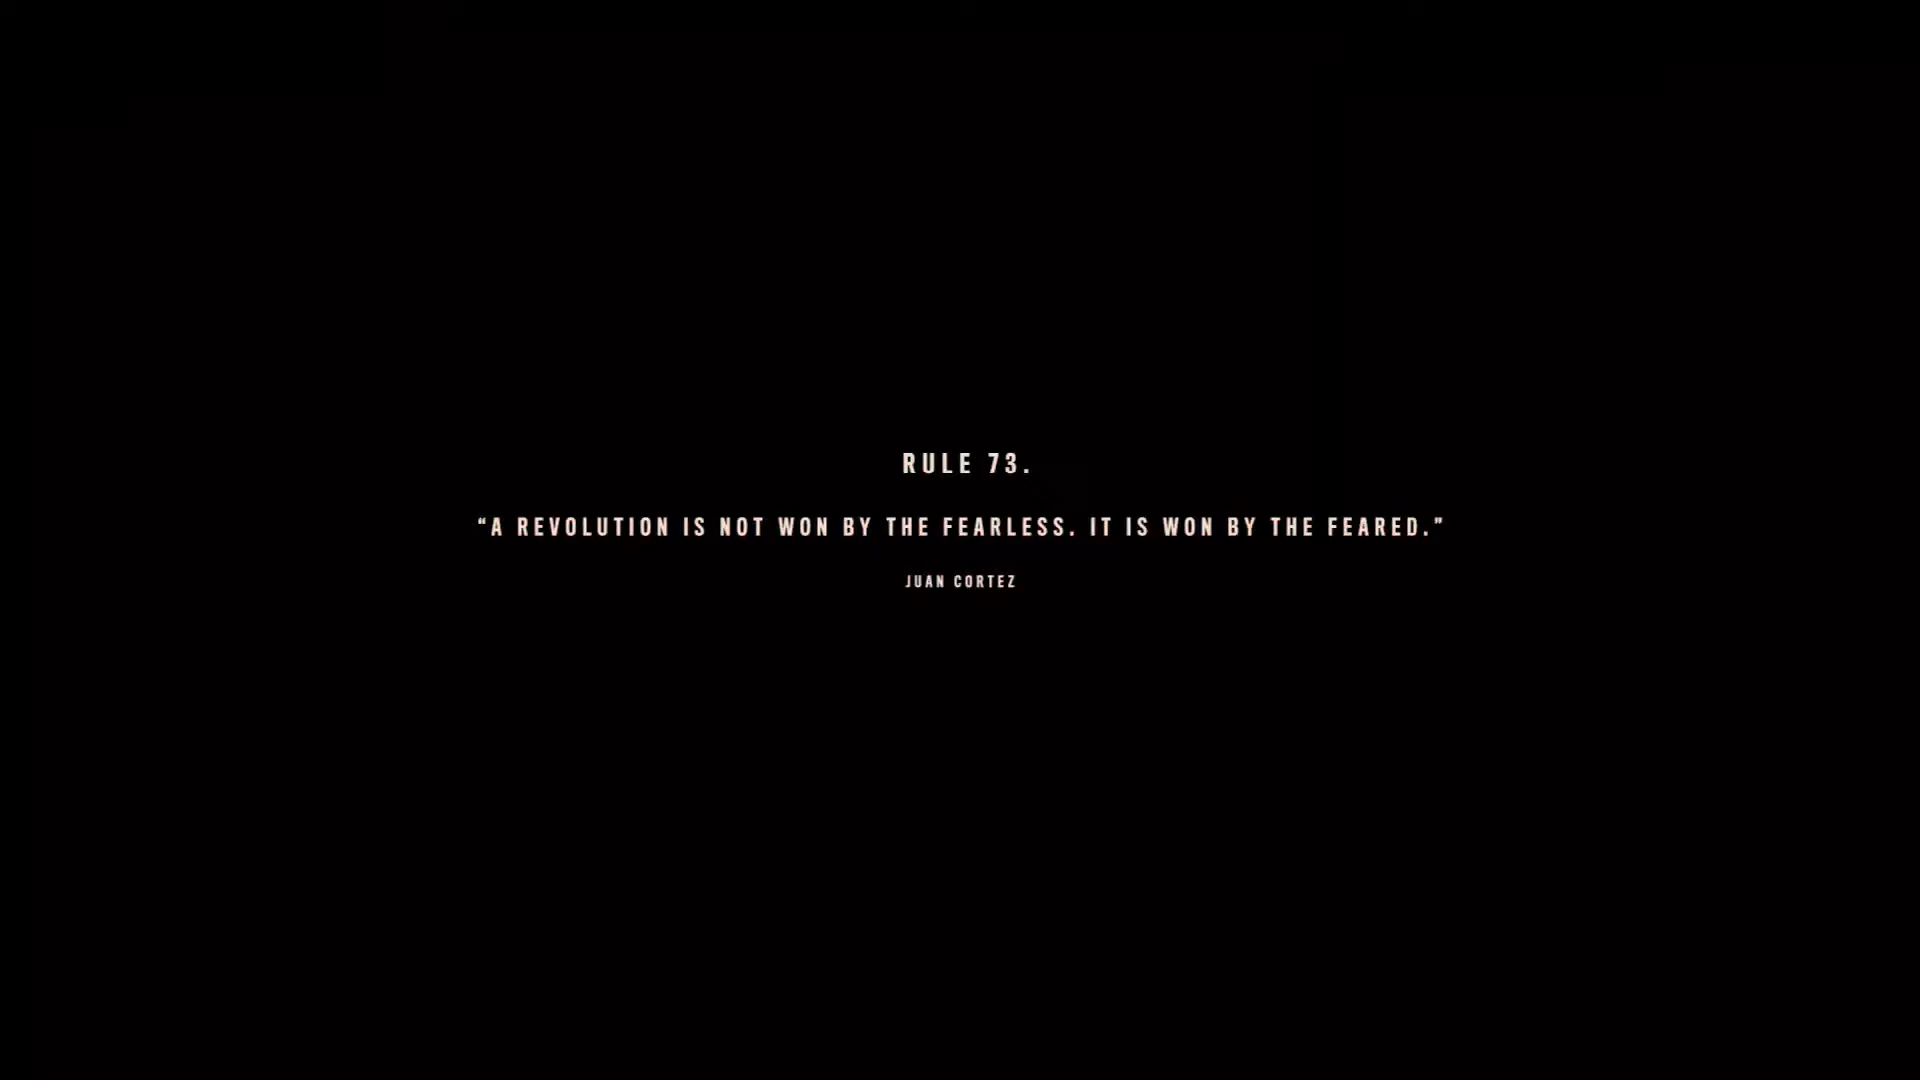 RULE 73.
“A REVOLUTION IS NOT WON BY THE FEARLESS. IT IS WON BY THE FEARED.”
JUAN CORTEZ